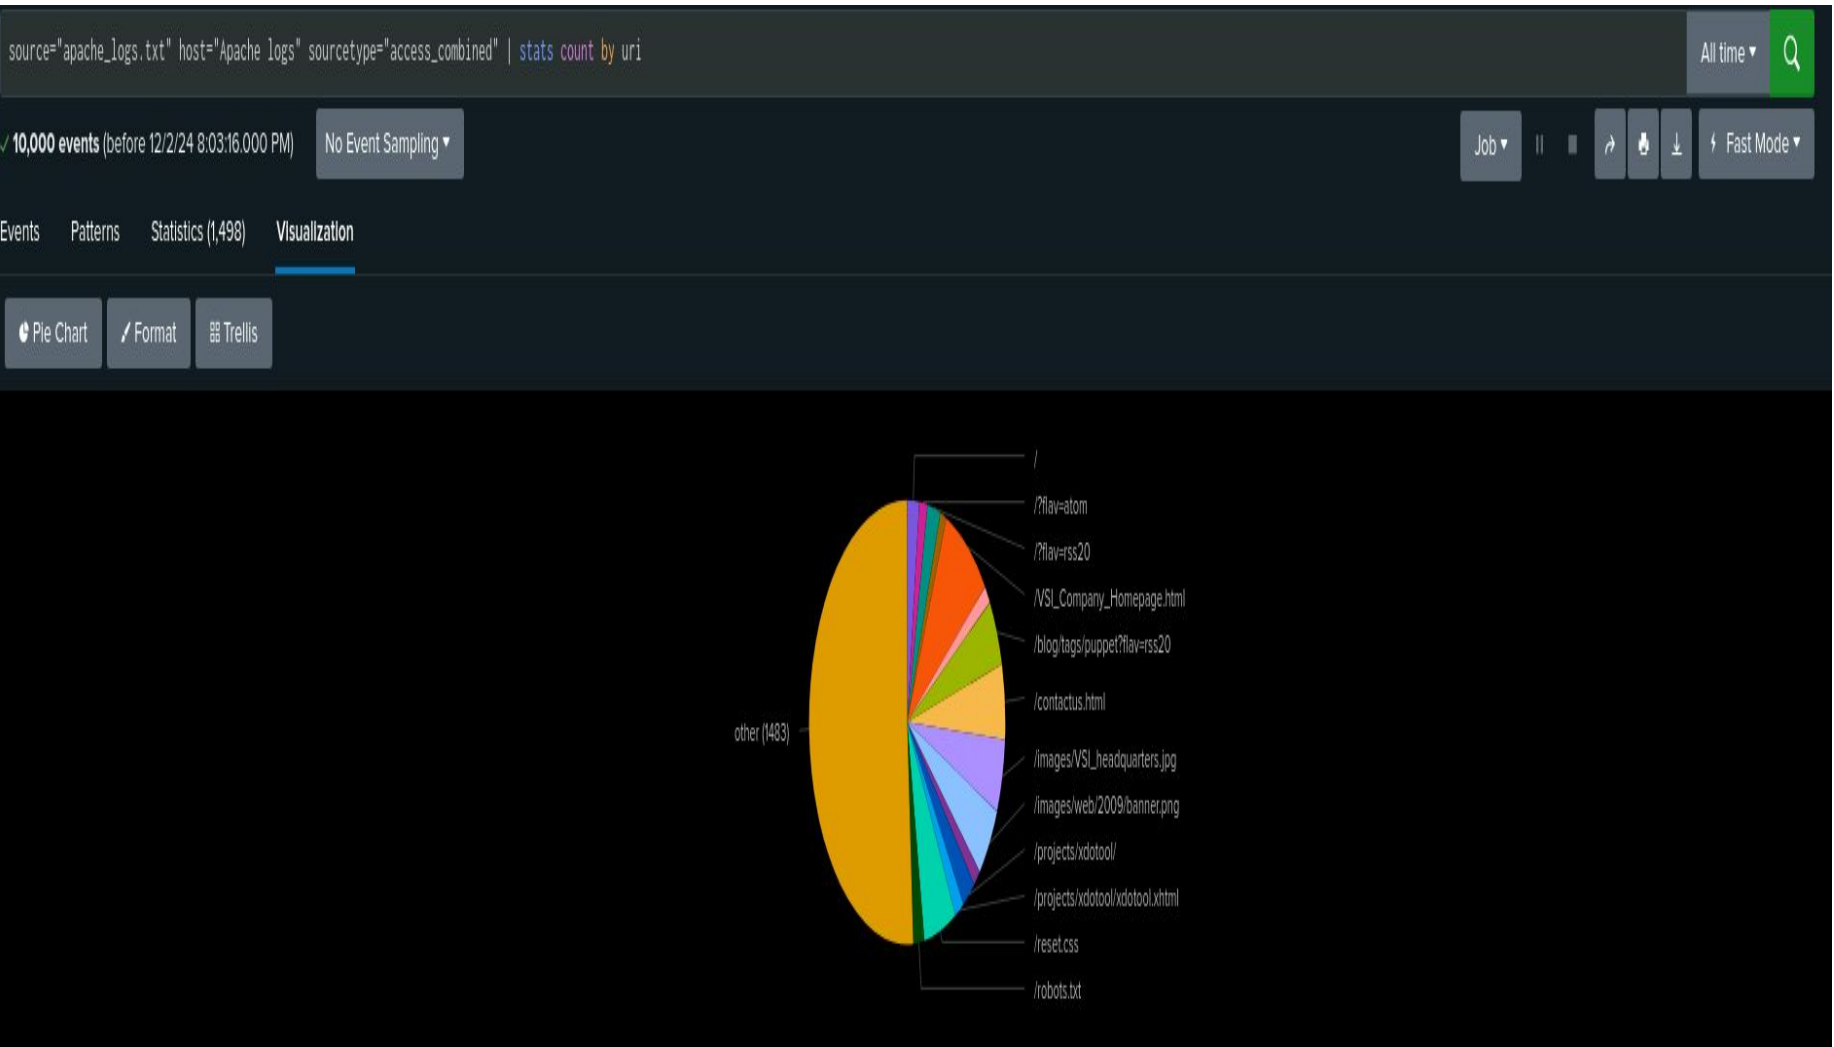 source="apache_logs.txt" host="Apache logs" sourcetype="access_combined" | stats count by uri
All time
10,000 events (before 12/2/24 8:03:16.000 PM)
No Event Sampling
Job
Fast Mode
Events
Patterns
Statistics (1,498)
Visualization
Pie Chart
Format
Trellis
/
/?flav=atom
/?flav=rss20
/VSI_Company_Homepage.html
/blog/tags/puppet?flav=rss20
/contactus.html
other (1483)
/images/VSI_headquarters.jpg
/images/web/2009/banner.png
/projects/xdotool/
/projects/xdotool/xdotool.xhtml
/reset.css
/robots.txt